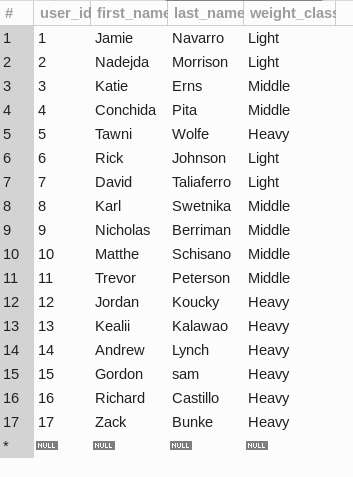 # user_id first_name last_name weight_class
1 1 Jamie Navarro Light
2 2 Nadejda Morrison Light
3 3 Katie Erns Middle
4 4 Conchida Pita Middle
5 5 Tawni Wolfe Heavy
6 6 Rick Johnson Light
7 7 David Taliaferro Light
8 8 Karl Swetnika Middle
9 9 Nicholas Berriman Middle
10 10 Matthe Schisano Middle
11 11 Trevor Peterson Middle
12 12 Jordan Koucky Heavy
13 13 Kealii Kalawao Heavy
14 14 Andrew Lynch Heavy
15 15 Gordon sam Heavy
16 16 Richard Castillo Heavy
17 17 Zack Bunke Heavy
* NULL NULL NULL NULL